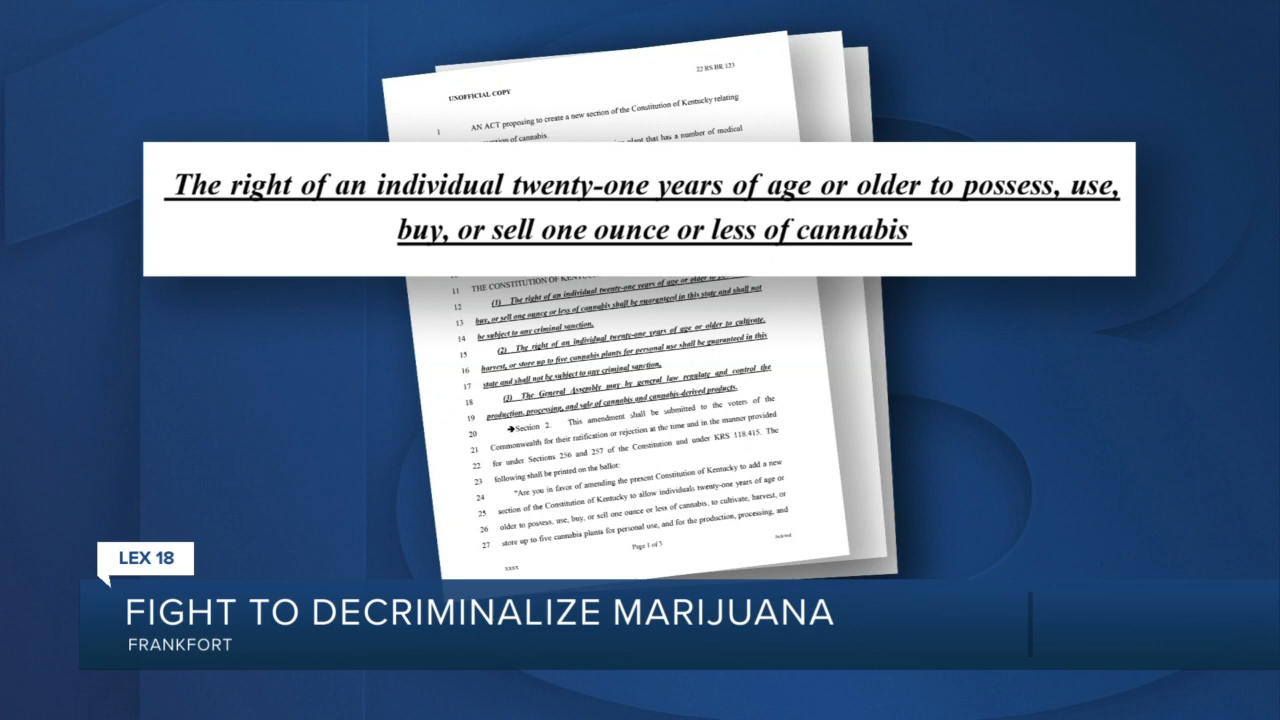 22 RS BR 123
UNOFFICIAL COPY
1 AN ACT proposing to create a new section of the Constitution of Kentucky relating
of cannabis.
plant that has a number of medical
The right of an individual twenty-one years of age or older to possess, use,
buy, or sell one ounce or less of cannabis
11 THE CONSTITUTION OF
12 (1) The right of an individual twenty-one years of age or older to
13 buy, or sell one ounce or less of cannabis shall be guaranteed in this state and shall not
14 be subject to any criminal sanction.
15 (2) The right of an individual twenty-one years of age or older to cultivate,
16 harvest, or store up to five cannabis plants for personal use shall be guaranteed in this
17 state and shall not be subject to any criminal sanction.
18 (3) The General Assembly may by general law regulate and control the
19 production, processing, and sale of cannabis and cannabis-derived products.
20 ➔Section 2. This amendment shall be submitted to the voters of the
21 Commonwealth for their ratification or rejection at the time and in the manner provided
22 for under Sections 256 and 257 of the Constitution and under KRS 118.415. The
23 following shall be printed on the ballot:
24 "Are you in favor of amending the present Constitution of Kentucky to add a new
25 section of the Constitution of Kentucky to allow individuals twenty-one years of age or
26 older to possess, use, buy, or sell one ounce or less of cannabis, to cultivate, harvest, or
27 store up to five cannabis plants for personal use, and for the production, processing, and
Page 1 of 3
Jacketed
XXXX
LEX 18
FIGHT TO DECRIMINALIZE MARIJUANA
FRANKFORT